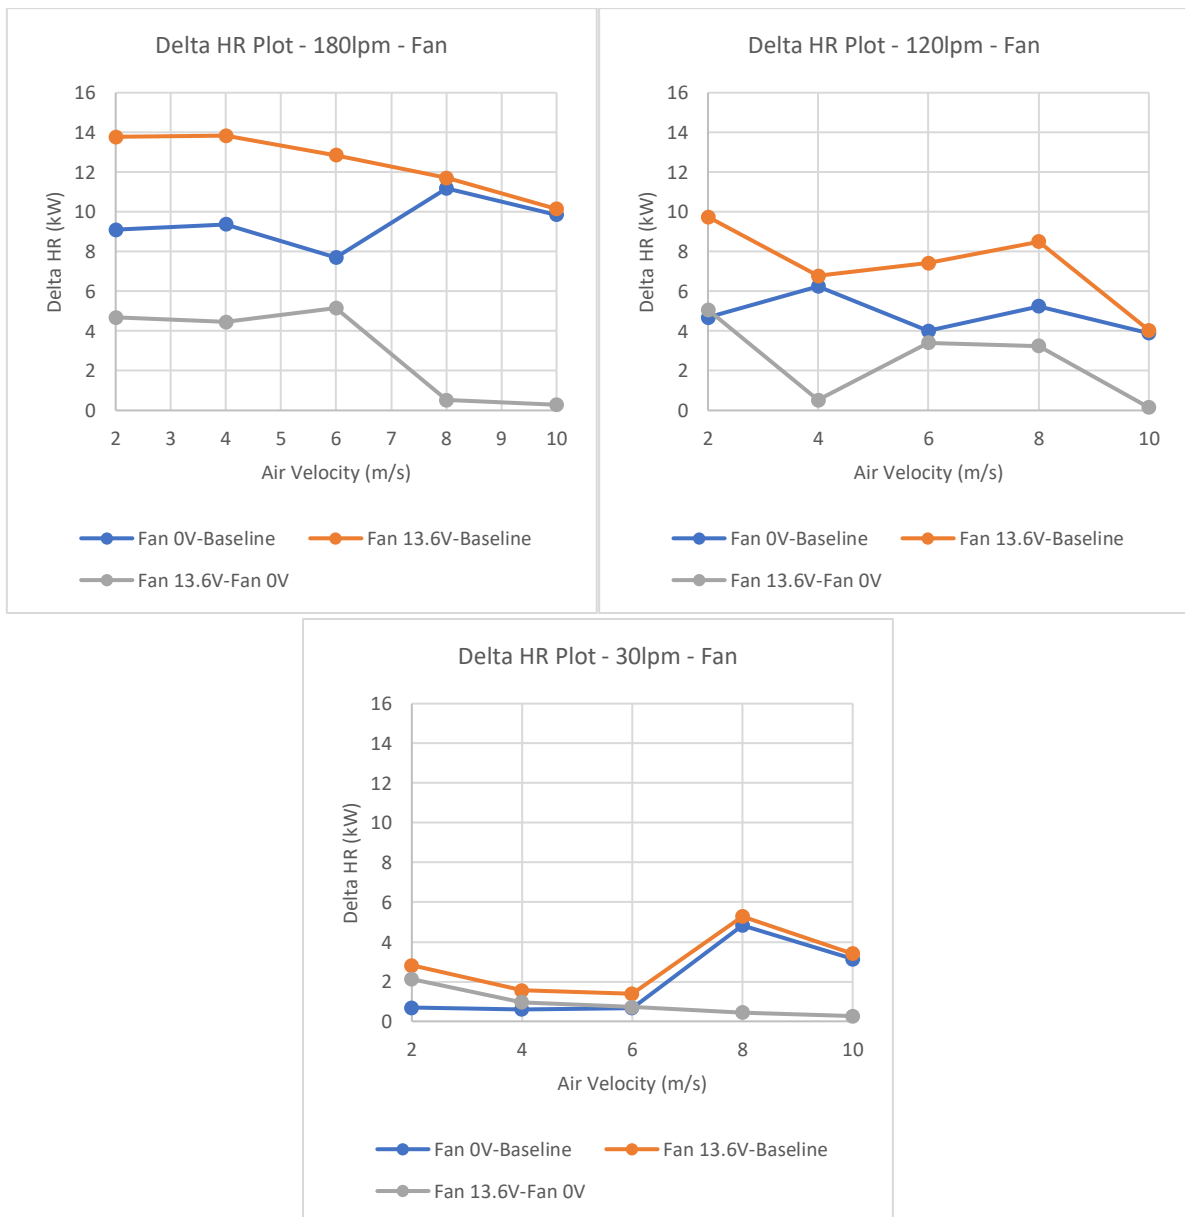 Delta HR Plot - 180lpm - Fan
16
14
12
10
8
6
4
2
0
Delta HR (kW)
2 3 4 5 6 7 8 9 10
Air Velocity (m/s)
Fan 0V-Baseline Fan 13.6V-Baseline
Fan 13.6V-Fan 0V
Delta HR Plot - 120lpm - Fan
16
14
12
10
8
6
4
2
0
Delta HR (kW)
2 4 6 8 10
Air Velocity (m/s)
Fan 0V-Baseline Fan 13.6V-Baseline
Fan 13.6V-Fan 0V
Delta HR Plot - 30lpm - Fan
16
14
12
10
8
6
4
2
0
Delta HR (kW)
2 4 6 8 10
Air Velocity (m/s)
Fan 0V-Baseline Fan 13.6V-Baseline
Fan 13.6V-Fan 0V